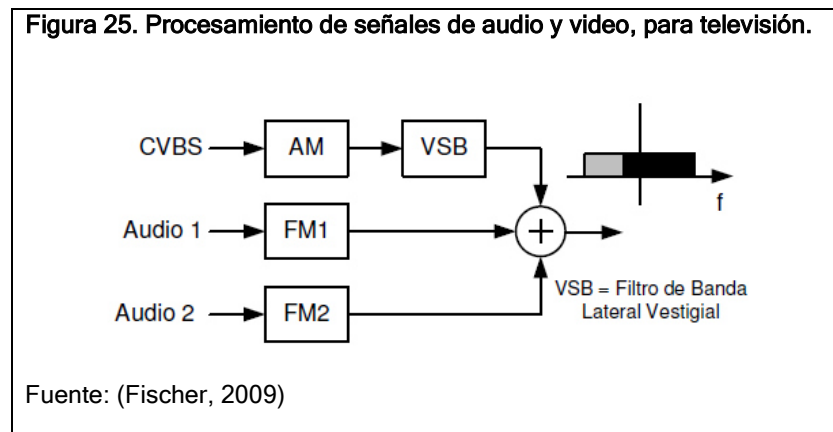 Figura 25. Procesamiento de señales de audio y video, para televisión.
CVBS
AM
VSB
f
Audio 1
FM1
+
Audio 2
FM2
VSB = Filtro de Banda
Lateral Vestigial
Fuente: (Fischer, 2009)